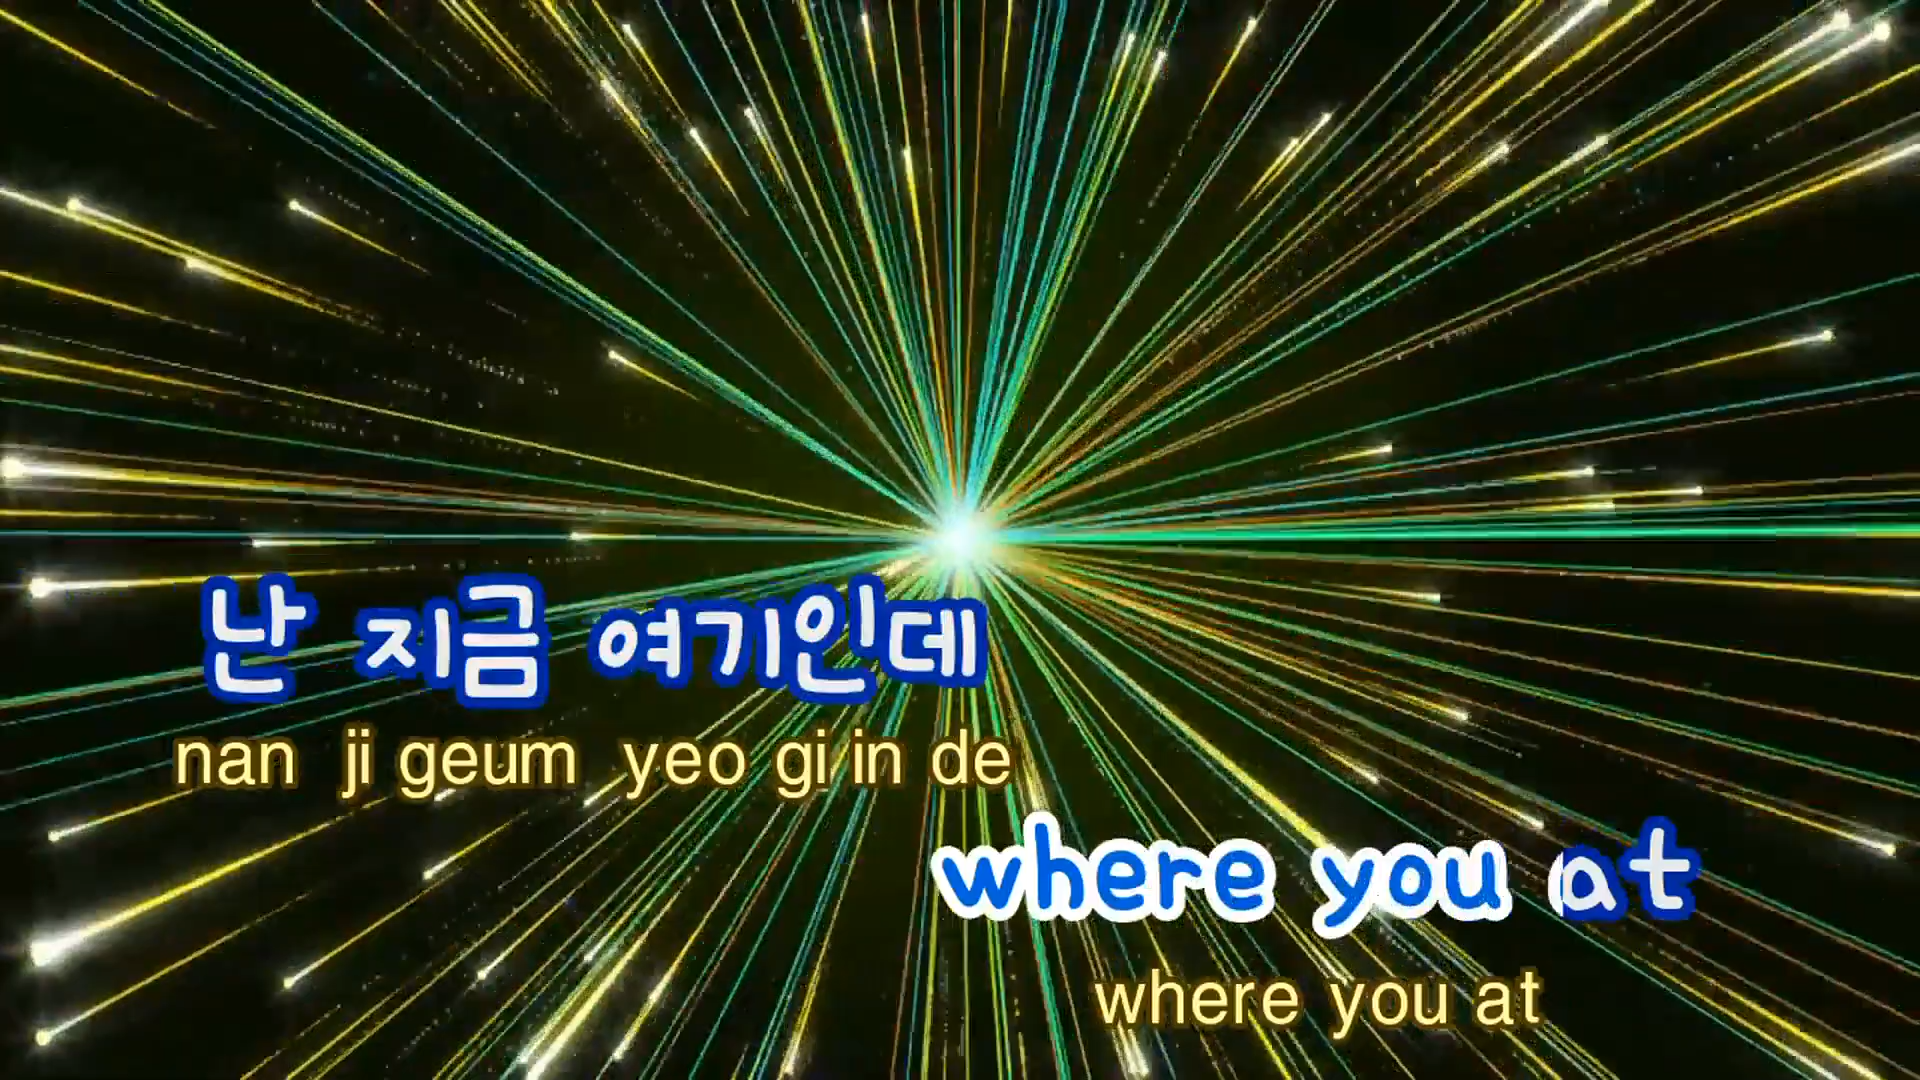 난 지금 여기인데
nan ji geum yeo gi in de
where you at
where you at